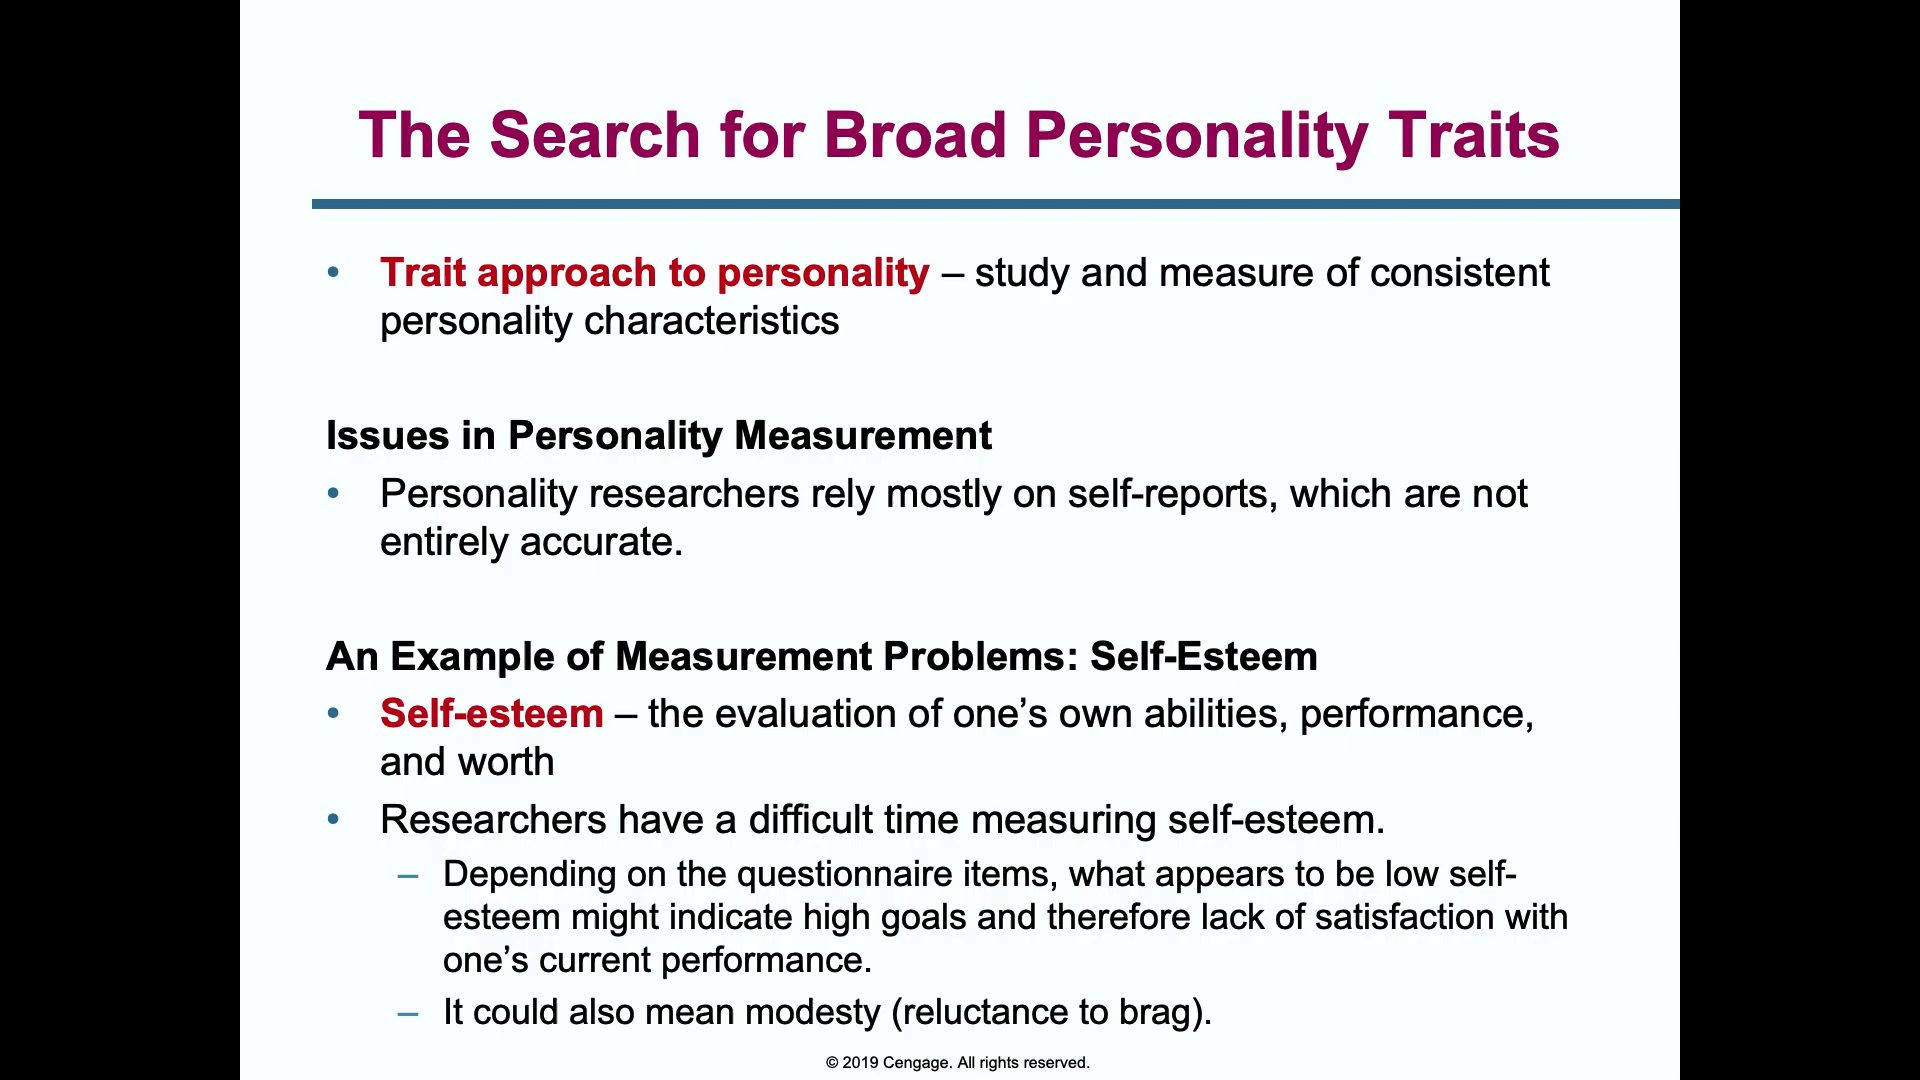 The Search for Broad Personality Traits
• Trait approach to personality – study and measure of consistent
personality characteristics
Issues in Personality Measurement
• Personality researchers rely mostly on self-reports, which are not
entirely accurate.
An Example of Measurement Problems: Self-Esteem
• Self-esteem – the evaluation of one’s own abilities, performance,
and worth
• Researchers have a difficult time measuring self-esteem.
– Depending on the questionnaire items, what appears to be low self-
esteem might indicate high goals and therefore lack of satisfaction with
one’s current performance.
– It could also mean modesty (reluctance to brag).
© 2019 Cengage. All rights reserved.